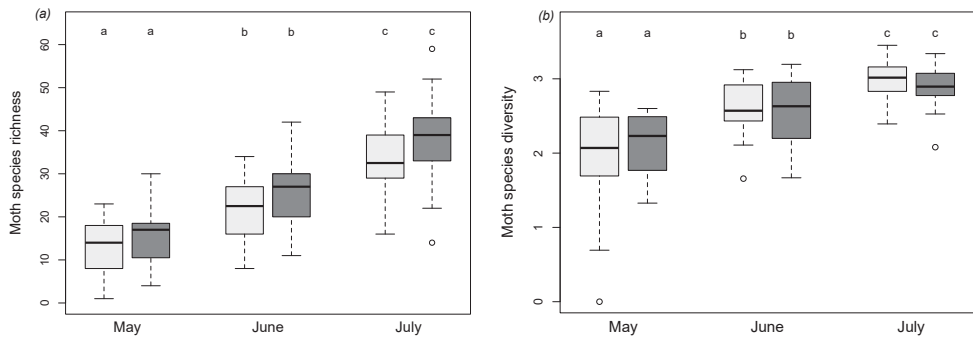 (a)
a a b b c c
Moth species richness
60
50
40
30
20
10
0
May June July
(b)
a a b b c c
Moth species diversity
3
2
1
0
May June July